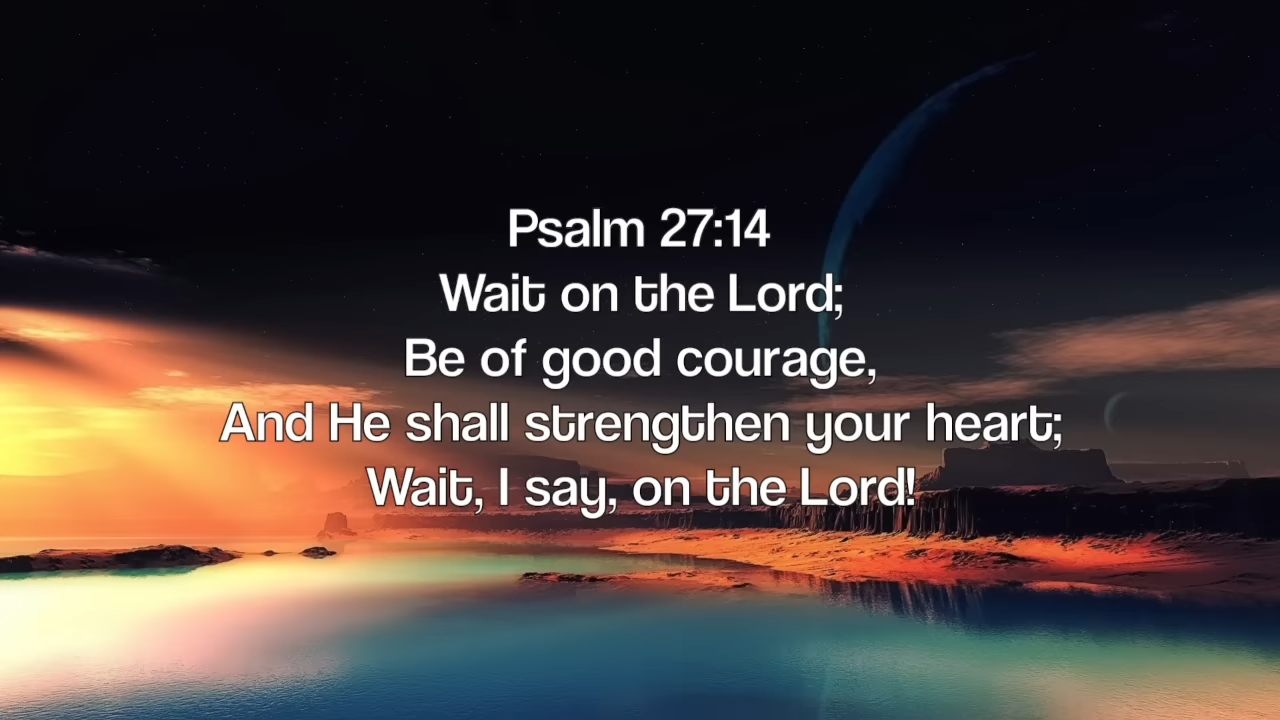 Psalm 27:14
Wait on the Lord;
Be of good courage,
And He shall strengthen your heart;
Wait, I say, on the Lord!